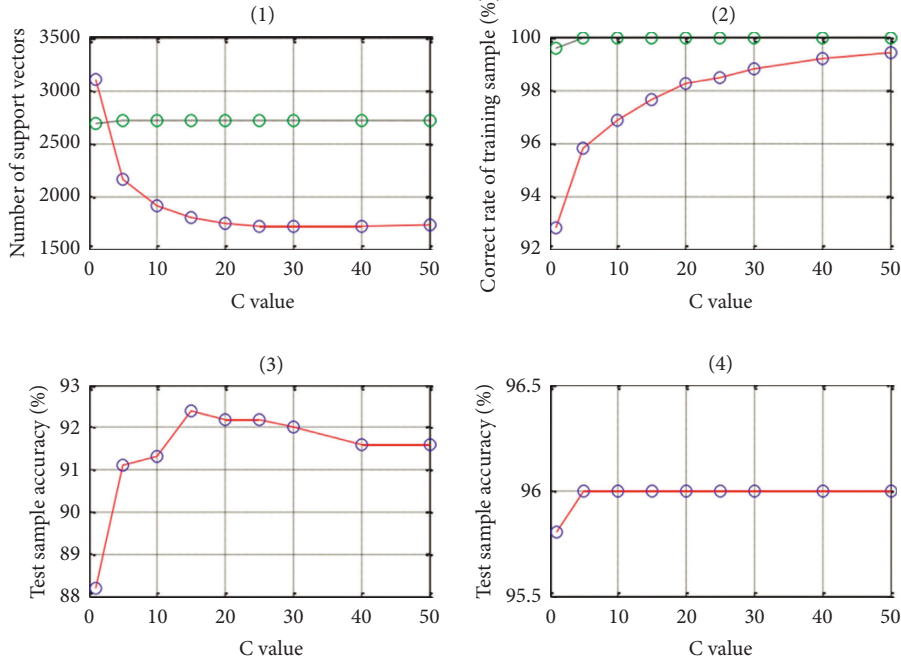 (1)
Number of support vectors
3500
3000
2500
2000
1500
0 10 20 30 40 50
C value
(2)
Correct rate of training sample (%)
100
98
96
94
92
0 10 20 30 40 50
C value
(3)
Test sample accuracy (%)
93
92
91
90
89
88
0 10 20 30 40 50
C value
(4)
Test sample accuracy (%)
96.5
96
95.5
0 10 20 30 40 50
C value